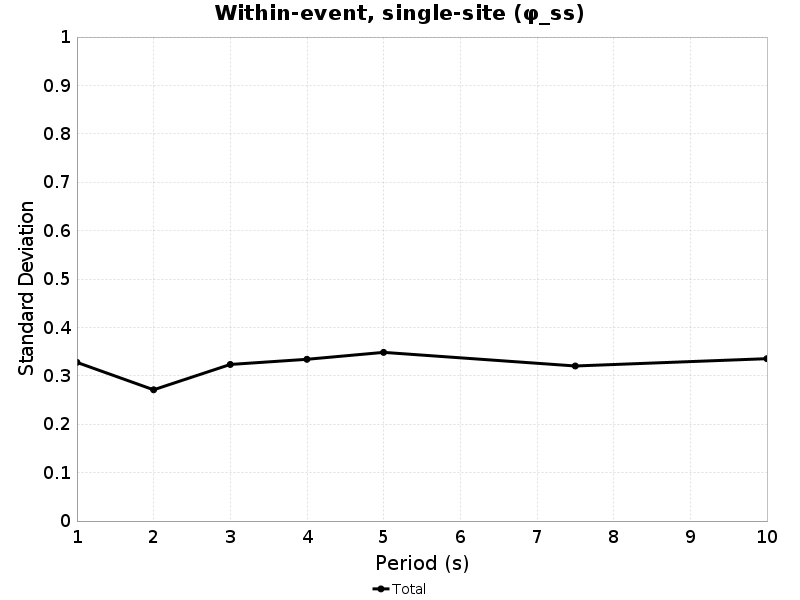 Within-event, single-site (φ_ss)
1
0.9
0.8
0.7
0.6
0.5
0.4
0.3
0.2
0.1
0
Standard Deviation
1 2 3 4 5 6 7 8 9 10
Period (s)
Total